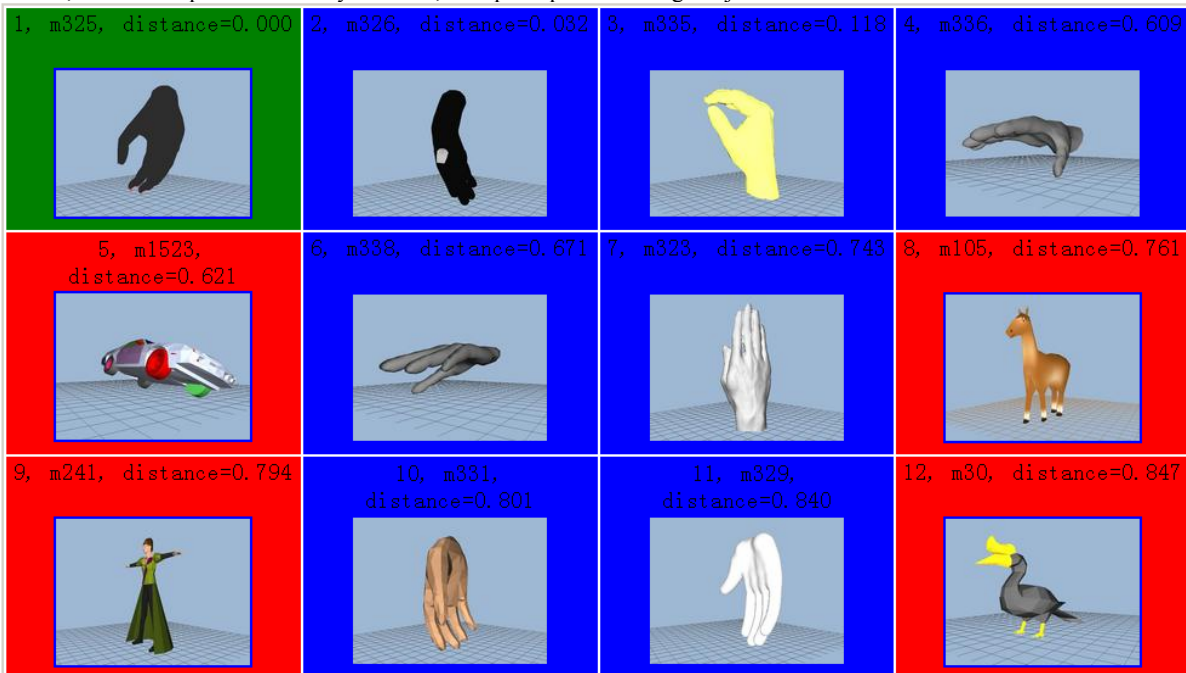 1, m325, distance=0.000
2, m326, distance=0.032
3, m335, distance=0.118
4, m336, distance=0.609
5, m1523,
distance=0.621
6, m338, distance=0.671
7, m323, distance=0.743
8, m105, distance=0.761
9, m241, distance=0.794
10, m331,
distance=0.801
11, m329,
distance=0.840
12, m30, distance=0.847